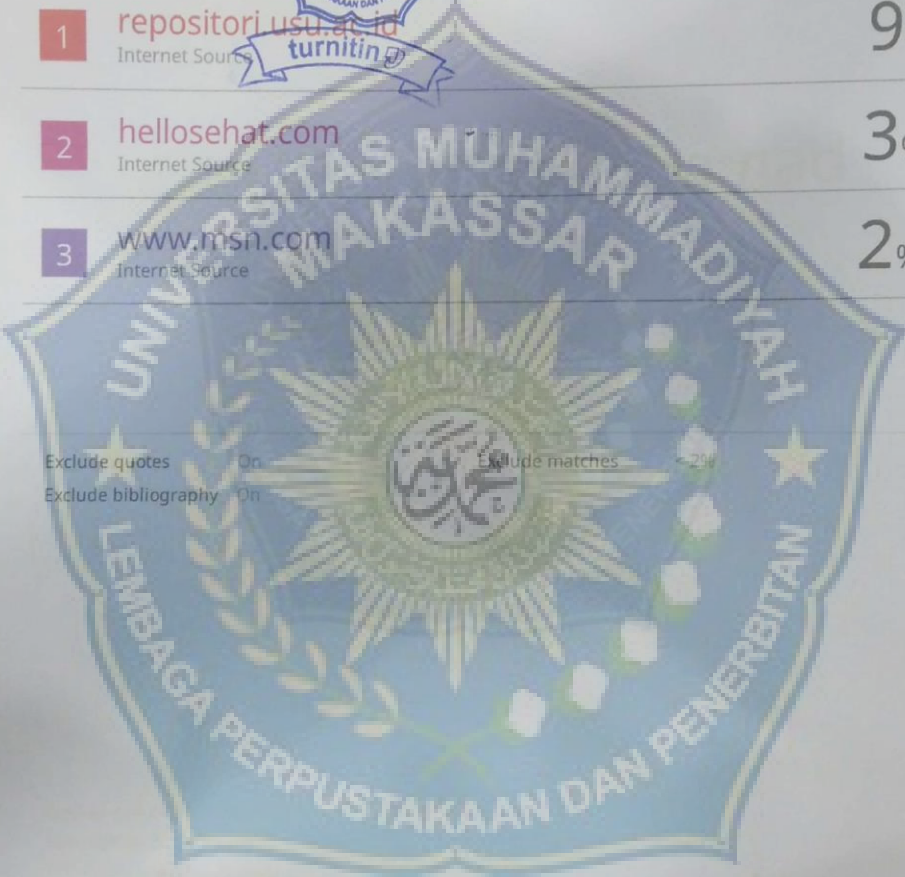 1 repositori.usu.ac.id 9
Internet Source
turnitin
2 hellosehat.com 3
Internet Source
3 www.msn.com 2%
Internet Source
UNIVERSITAS MUHAMMADIYAH
MAKASSAR
Exclude quotes On Exclude matches < 2%
Exclude bibliography On
LEMBAGA PERPUSTAKAAN DAN PENERBITAN